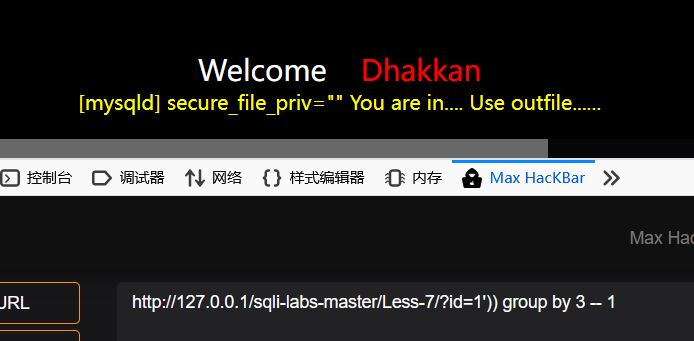 Welcome Dhakkan
[mysqld] secure_file_priv="" You are in.... Use outfile......
控制台 调试器 网络 {} 样式编辑器 内存 Max HacKBar
Max Hac
URL
http://127.0.0.1/sqli-labs-master/Less-7/?id=1')) group by 3 -- 1